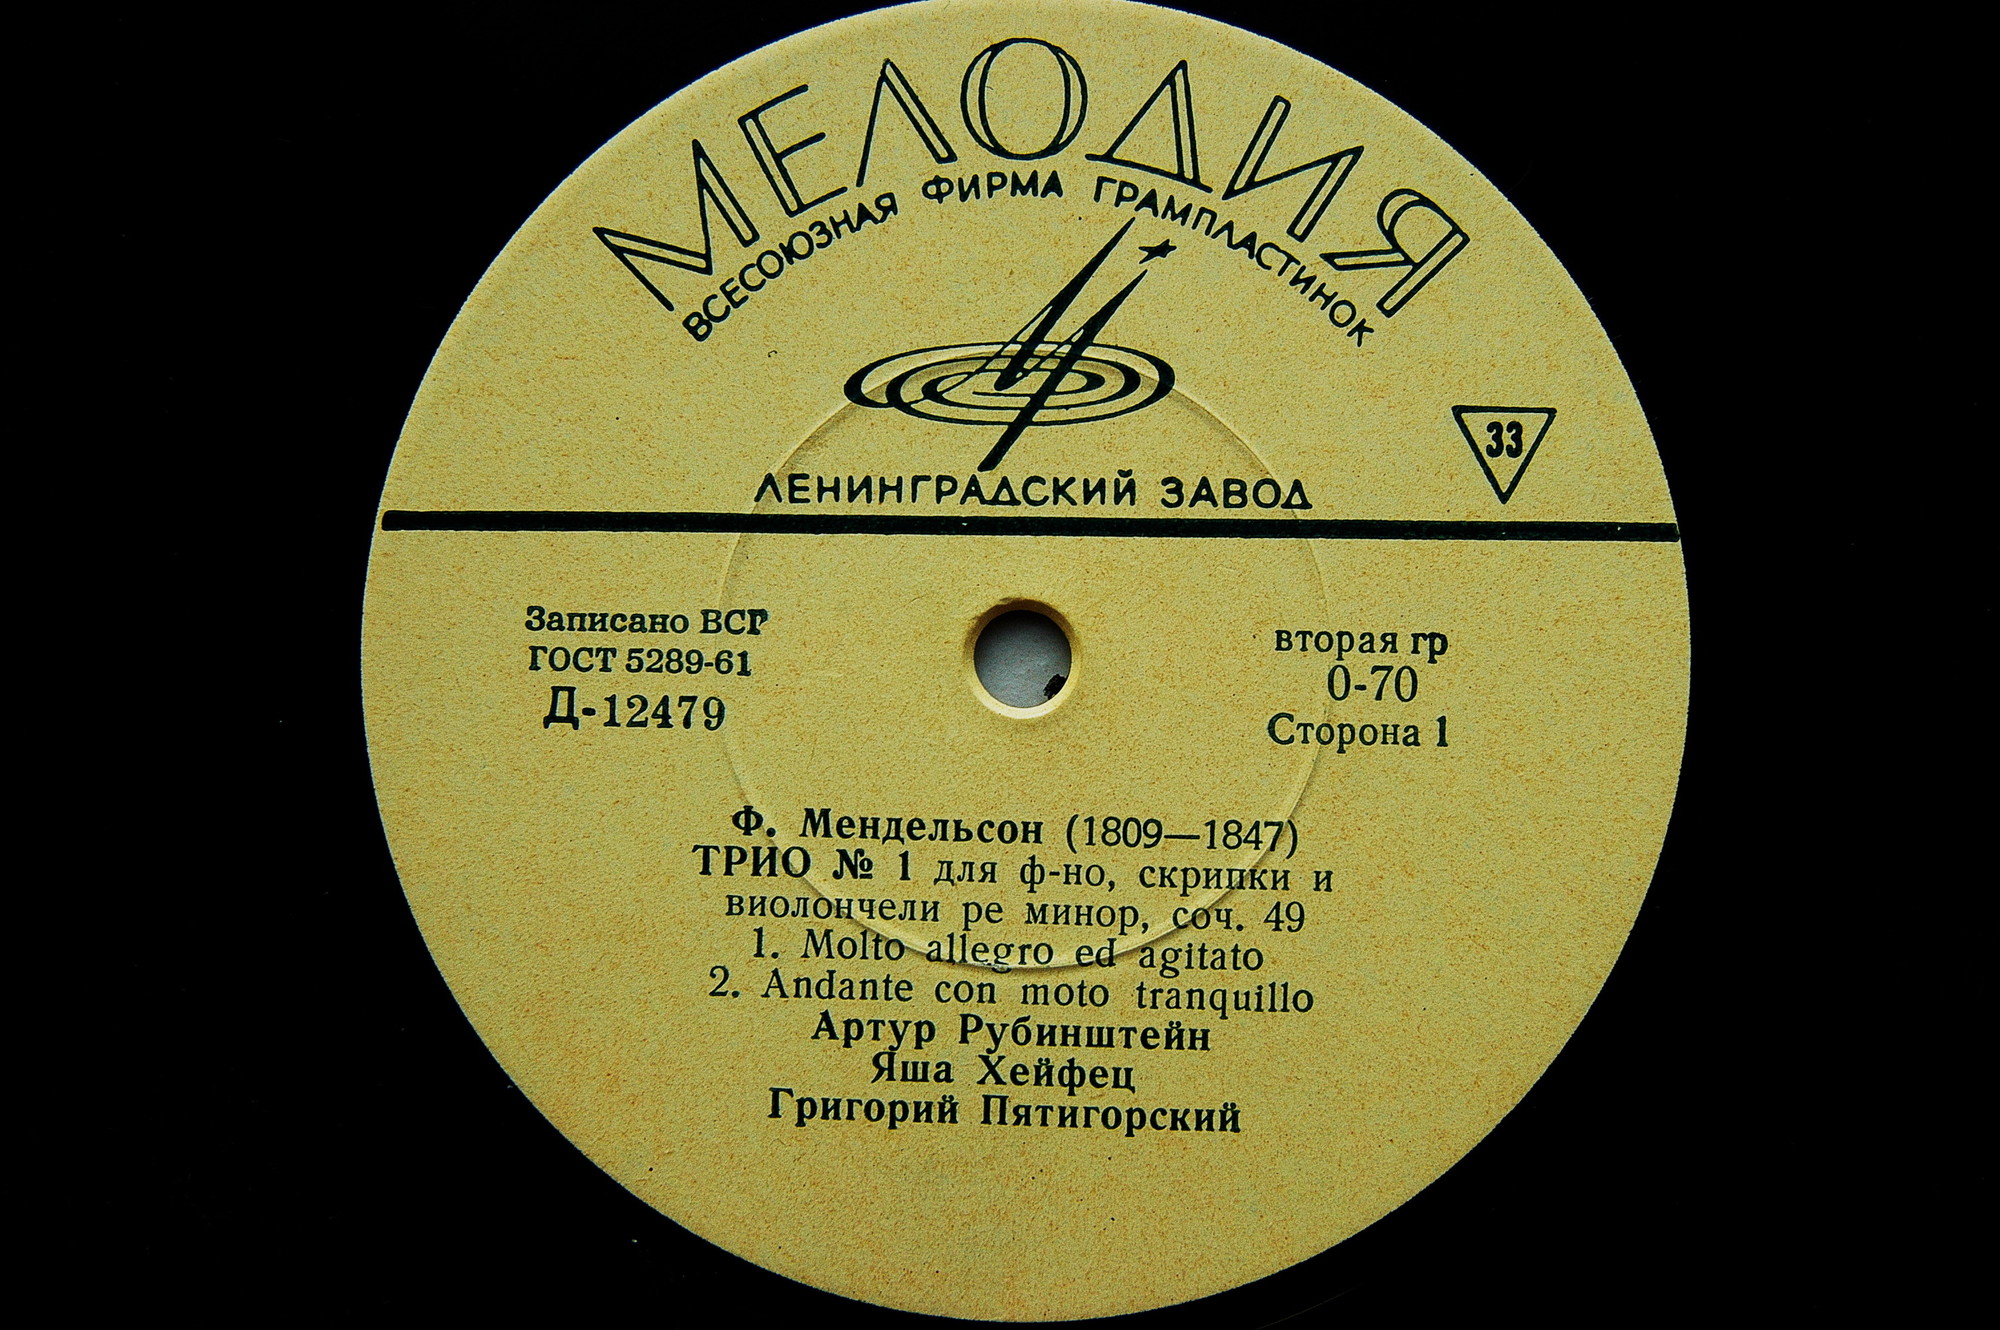 МЕЛОДИЯ
ВСЕСОЮЗНАЯ ФИРМА ГРАМПЛАСТИНОК
33
ЛЕНИНГРАДСКИЙ ЗАВОД
Записано ВСГ
ГОСТ 5289-61
Д-12479
вторая гр
0-70
Сторона 1
Ф. Мендельсон (1809—1847)
ТРИО № 1 для ф-но, скрипки и
виолончели ре минор, соч. 49
1. Molto allegro ed agitato
2. Andante con moto tranquillo
Артур Рубинштейн
Яша Хейфец
Григорий Пятигорский